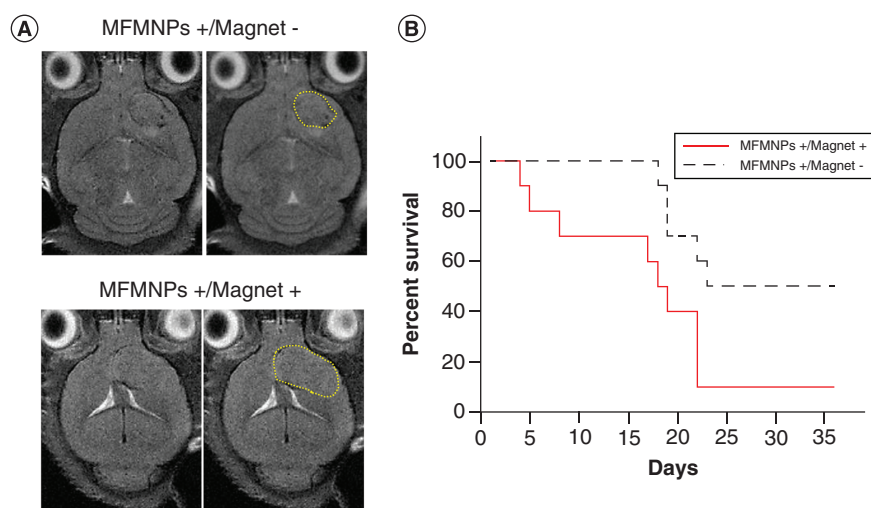 A
MFMNPs +/Magnet -
MFMNPs +/Magnet +
B
MFMNPs +/Magnet +
MFMNPs +/Magnet -
Percent survival
100
80
60
40
20
0
0 5 10 15 20 25 30 35
Days